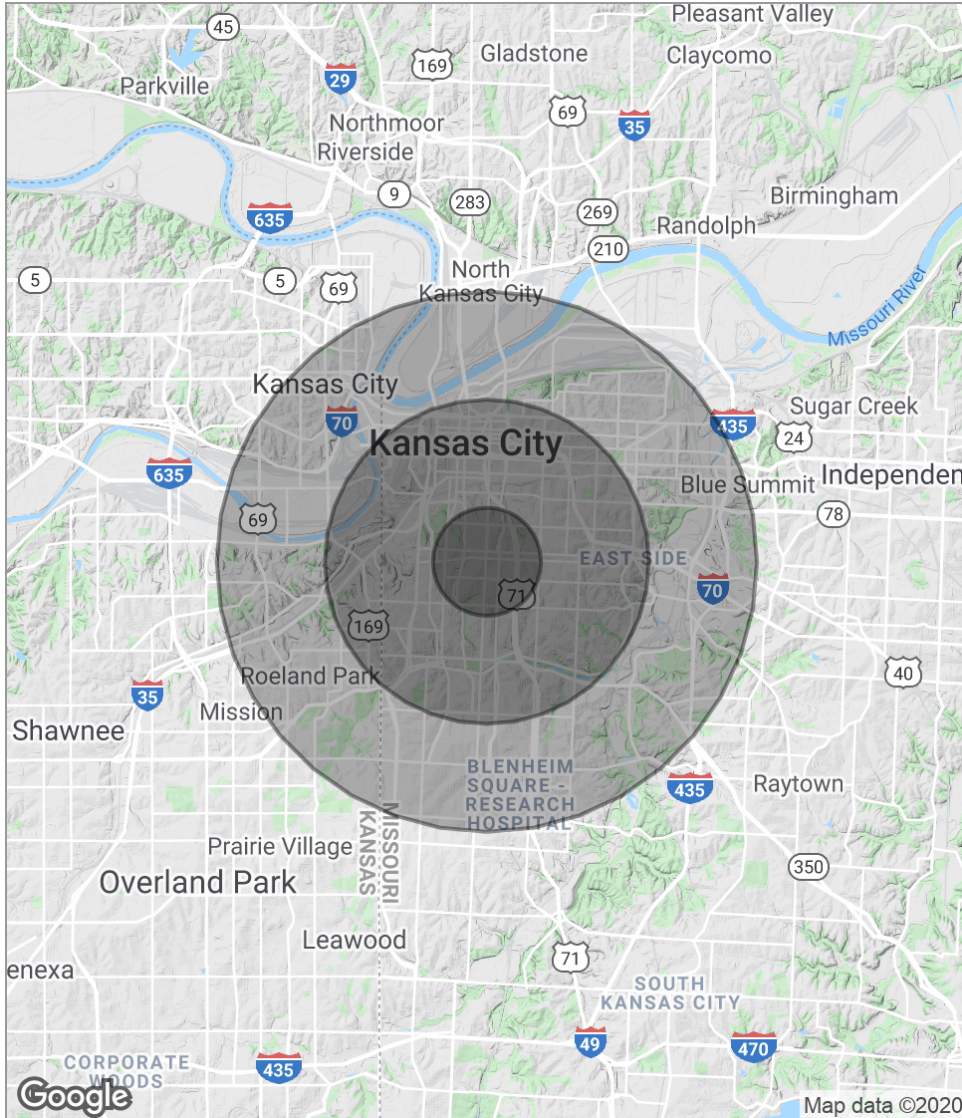 Pleasant Valley
45
Gladstone
Claycomo
169
29
Parkville
69
35
Northmoor
Riverside
9
283
Birmingham
269
635
Randolph
210
North
Kansas City
5
5
69
Missouri River
Kansas City
70
Sugar Creek
435
24
Kansas City
635
Blue Summit
Independen
69
78
EAST SIDE
70
71
169
Roeland Park
40
35
Mission
Shawnee
BLENHEIM
SQUARE -
RESEARCH
HOSPITAL
435
Raytown
MISSOURI
KANSAS
Prairie Village
350
Overland Park
Leawood
71
enexa
SOUTH
KANSAS CITY
49
470
CORPORATE
WOODS
435
Google
Map data ©2020